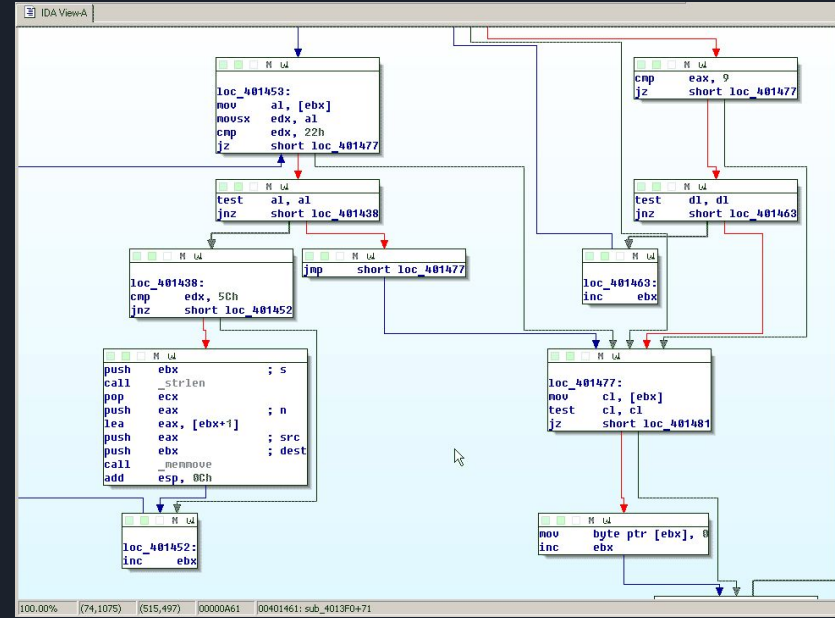 IDA View-A
loc_401453:
mov al, [ebx]
movsx edx, al
cmp edx, 22h
jz short loc_401477
test al, al
jnz short loc_401438
loc_401438:
cmp edx, 5Ch
jnz short loc_401452
jmp short loc_401477
push ebx ; s
call _strlen
pop ecx
push eax ; n
lea eax, [ebx+1]
push eax ; src
push ebx ; dest
call _memmove
add esp, 0Ch
loc_401452:
inc ebx
cmp eax, 9
jz short loc_401477
test dl, dl
jnz short loc_401463
loc_401463:
inc ebx
loc_401477:
mov cl, [ebx]
test cl, cl
jz short loc_401481
mov byte ptr [ebx], 0
inc ebx
100.00% (74,1075) (515,497) 00000A61 00401461: sub_4013F0+71